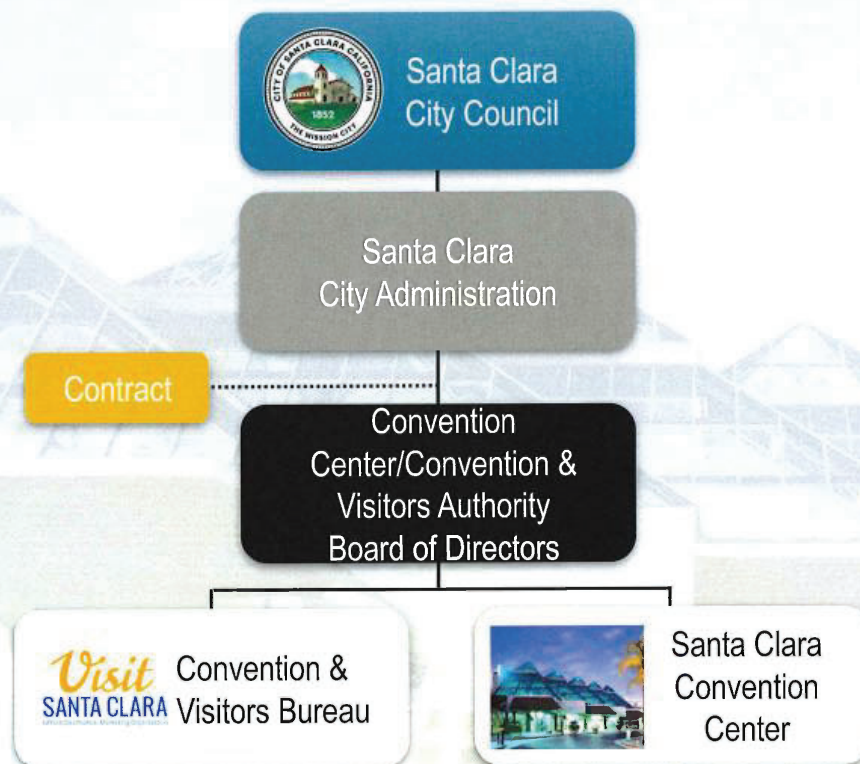 CITY OF SANTA CLARA CALIFORNIA
1852
THE MISSION CITY
Santa Clara
City Council
Santa Clara
City Administration
Contract
Convention
Center/Convention &
Visitors Authority
Board of Directors
Visit
SANTA CLARA
Convention &
Visitors Bureau
Santa Clara
Convention
Center